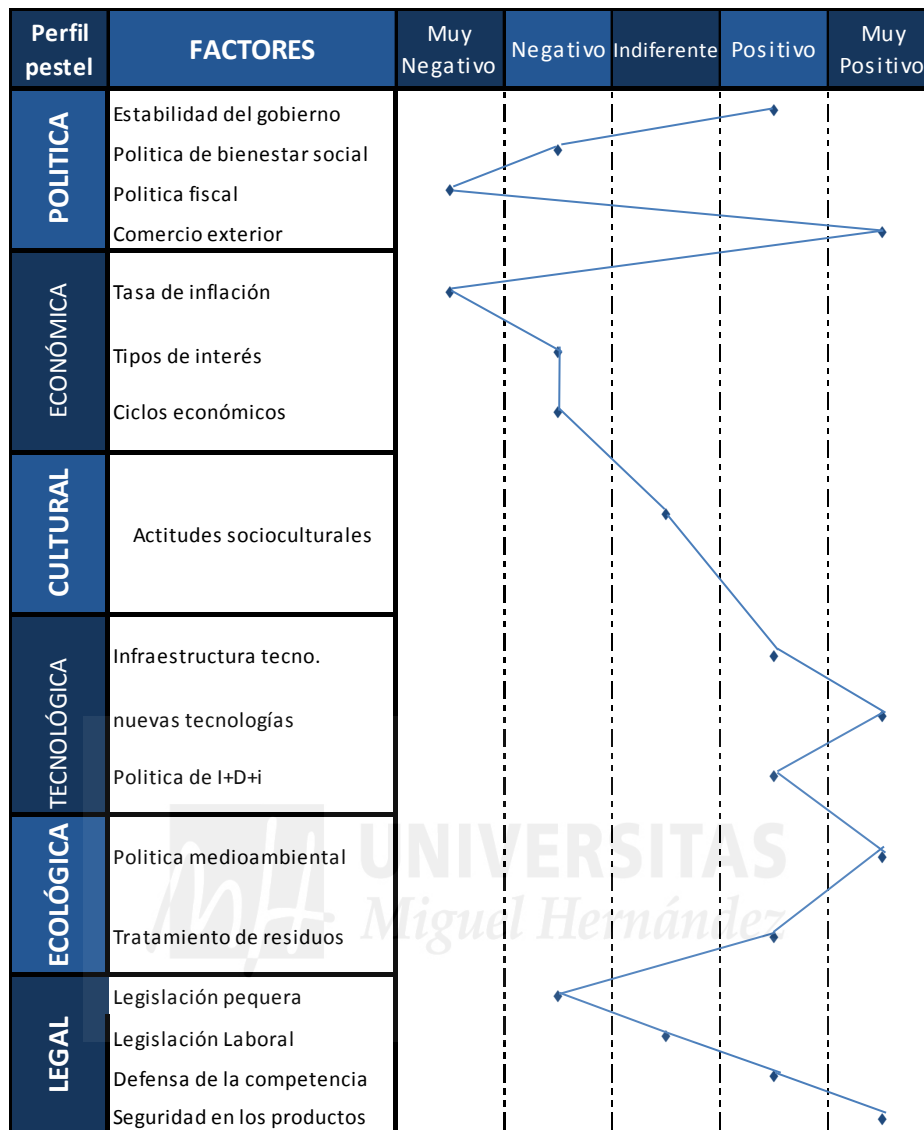 Perfil pestel
FACTORES
Muy Negativo
Negativo
Indiferente
Positivo
Muy Positivo
POLITICA
Estabilidad del gobierno
Politica de bienestar social
Politica fiscal
Comercio exterior
ECONÓMICA
Tasa de inflación
Tipos de interés
Ciclos económicos
CULTURAL
Actitudes socioculturales
TECNOLÓGICA
Infraestructura tecno.
nuevas tecnologías
Politica de I+D+i
ECOLÓGICA
Politica medioambiental
Tratamiento de residuos
UNIVERSITAS
Miguel Hernández
LEGAL
Legislación pequera
Legislación Laboral
Defensa de la competencia
Seguridad en los productos